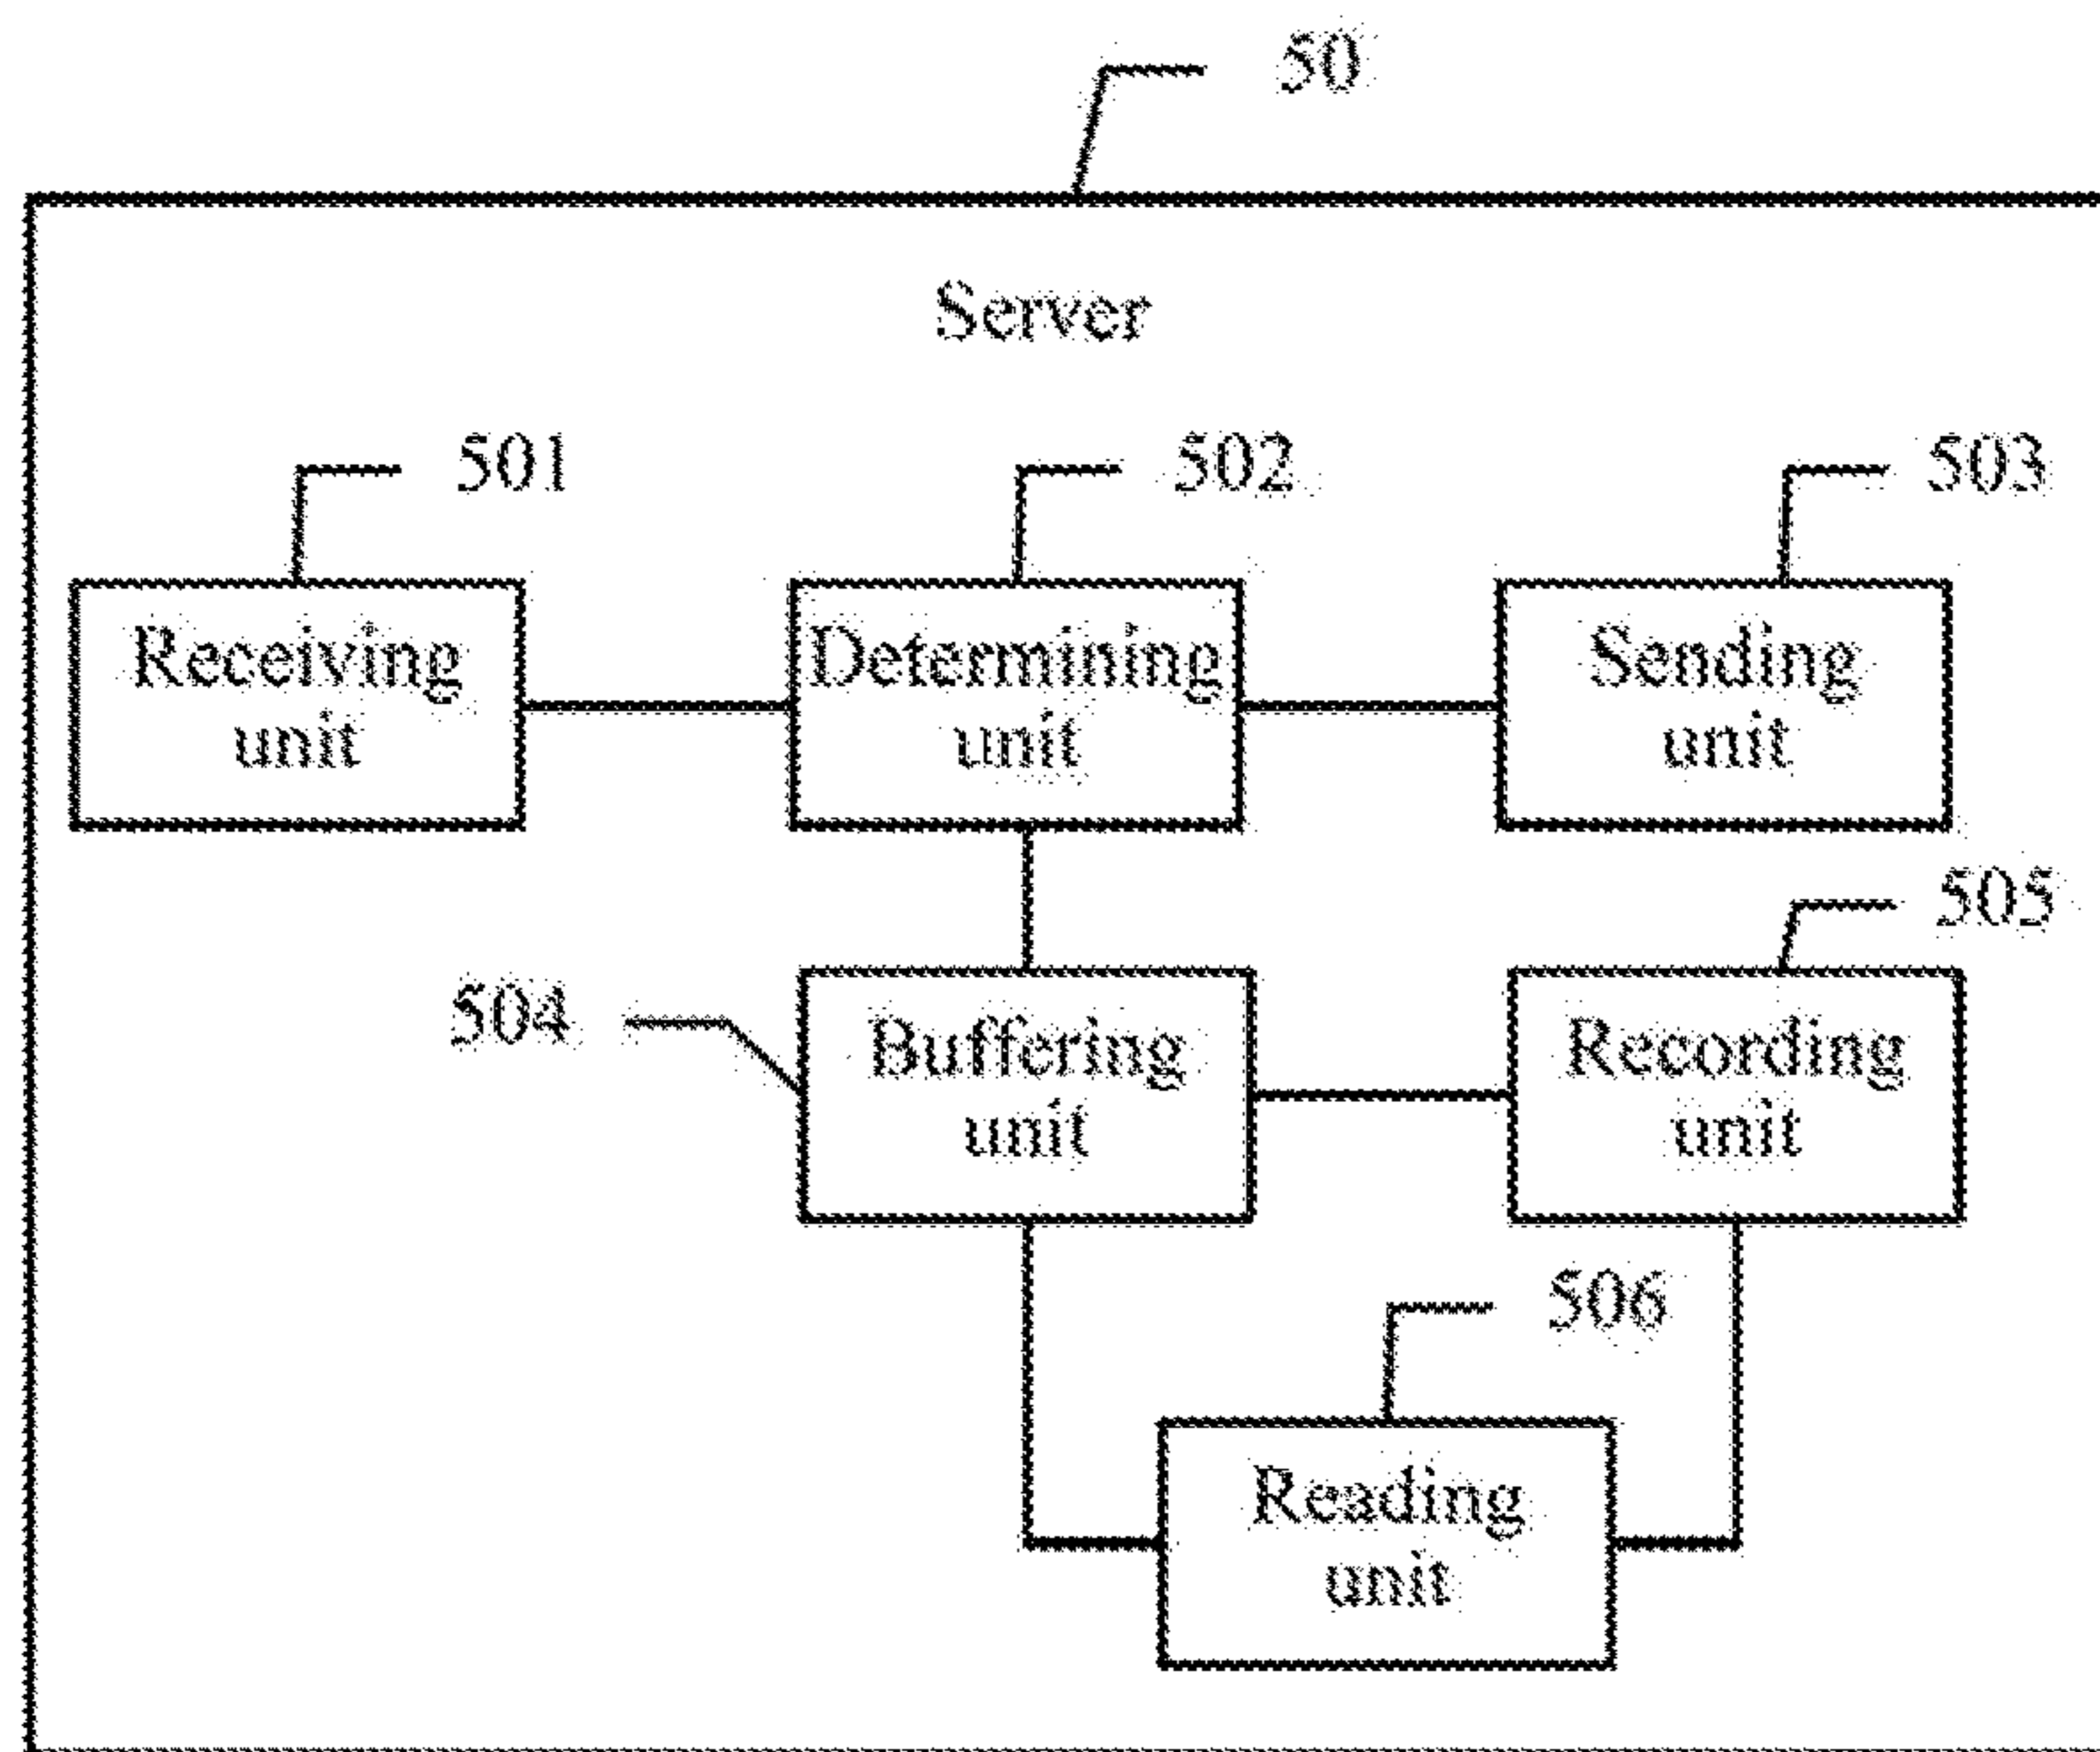 50
Server
501
502
503
Receiving
unit
Determining
unit
Sending
unit
504
505
Buffering
unit
Recording
unit
506
Reading
unit